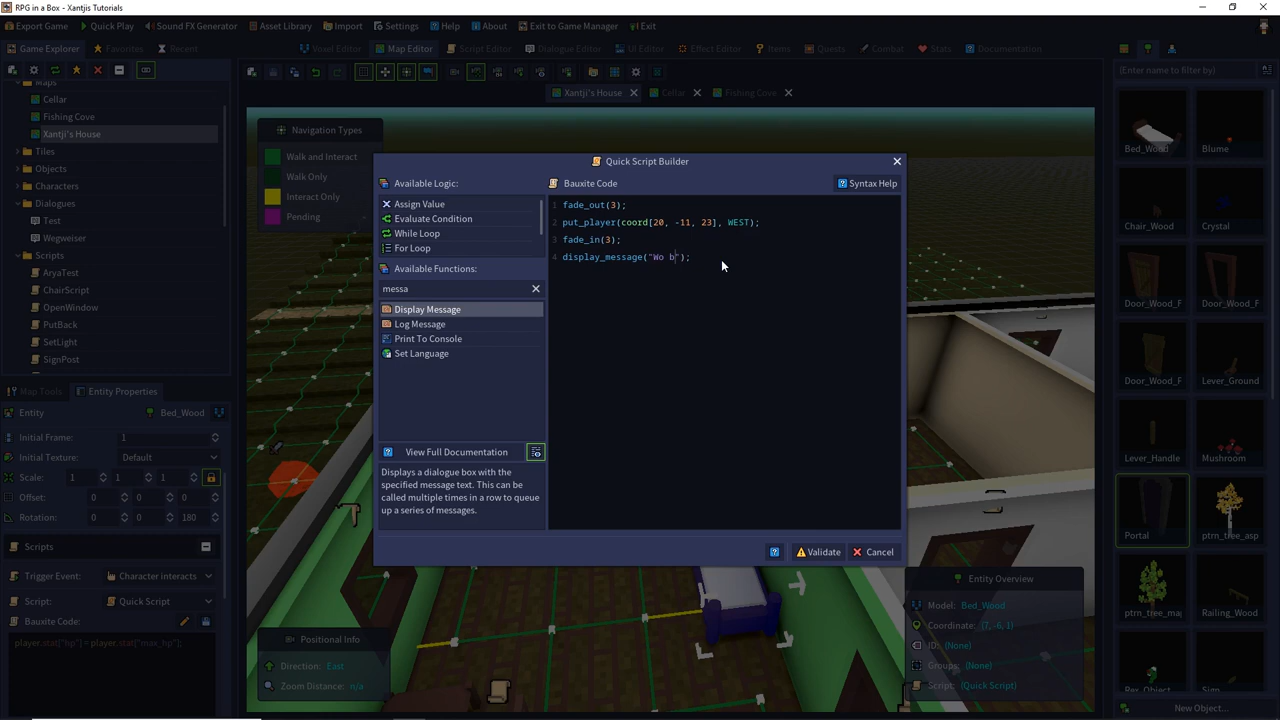 RPG in a Box - Xantjis Tutorials
Export Game
Quick Play
Sound FX Generator
Asset Library
Import
Settings
Help
About
Exit to Game Manager
Exit
Game Explorer
Favorites
Recent
Voxel Editor
Map Editor
Script Editor
Dialogue Editor
UI Editor
Effect Editor
Items
Quests
Combat
Stats
Documentation
(Enter name to filter by)
Maps
Cellar
Fishing Cove
Xantji's House
Tiles
Objects
Characters
Dialogues
Test
Wegweiser
Scripts
AryaTest
ChairScript
OpenWindow
PutBack
SetLight
SignPost
Map Tools
Entity Properties
Entity
Bed_Wood
Initial Frame:
1
Initial Texture:
Default
Scale:
1
1
1
Offset:
0
0
0
Rotation:
0
0
180
Scripts
Trigger Event:
Character interacts
Script:
Quick Script
Bauxite Code:
player.stat["hp"] = player.stat["max_hp"];
Xantji's House
Cellar
Fishing Cove
Navigation Types
Walk and Interact
Walk Only
Interact Only
Pending
Quick Script Builder
Available Logic:
Assign Value
Evaluate Condition
While Loop
For Loop
Available Functions:
messa
Display Message
Log Message
Print To Console
Set Language
View Full Documentation
Displays a dialogue box with the
specified message text. This can be
called multiple times in a row to queue
up a series of messages.
Bauxite Code
Syntax Help
1 fade_out(3);
2 put_player(coord[20, -11, 23], WEST);
3 fade_in(3);
4 display_message("Wo b");
Validate
Cancel
Positional Info
Direction: East
Zoom Distance: n/a
Entity Overview
Model: Bed_Wood
Coordinate: [7, -6, 1)
ID: (None)
Groups: (None)
Script: (Quick Script)
Bed_Wood
Blume
Chair_Wood
Crystal
Door_Wood_F
Door_Wood_F
Door_Wood_F
Lever_Ground
Lever_Handle
Mushroom
Portal
ptrn_tree_asp
ptrn_tree_ma
Railing_Wood
Rex_Object
Sign
New Object...